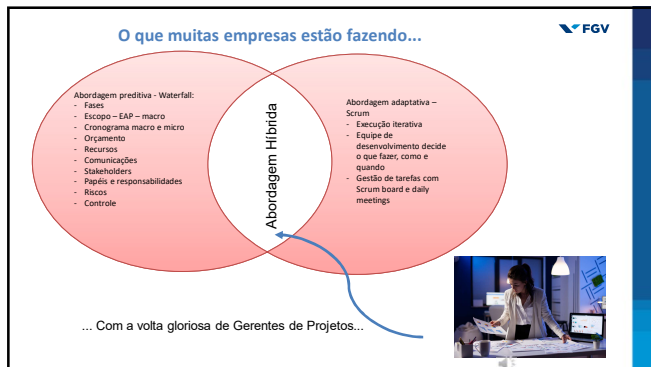 O que muitas empresas estão fazendo...
FGV
Abordagem preditiva - Waterfall:
- Fases
- Escopo – EAP – macro
- Cronograma macro e micro
- Orçamento
- Recursos
- Comunicações
- Stakeholders
- Papéis e responsabilidades
- Riscos
- Controle
Abordagem Híbrida
Abordagem adaptativa –
Scrum
- Execução iterativa
- Equipe de
desenvolvimento decide
o que fazer, como e
quando
- Gestão de tarefas com
Scrum board e daily
meetings
... Com a volta gloriosa de Gerentes de Projetos...